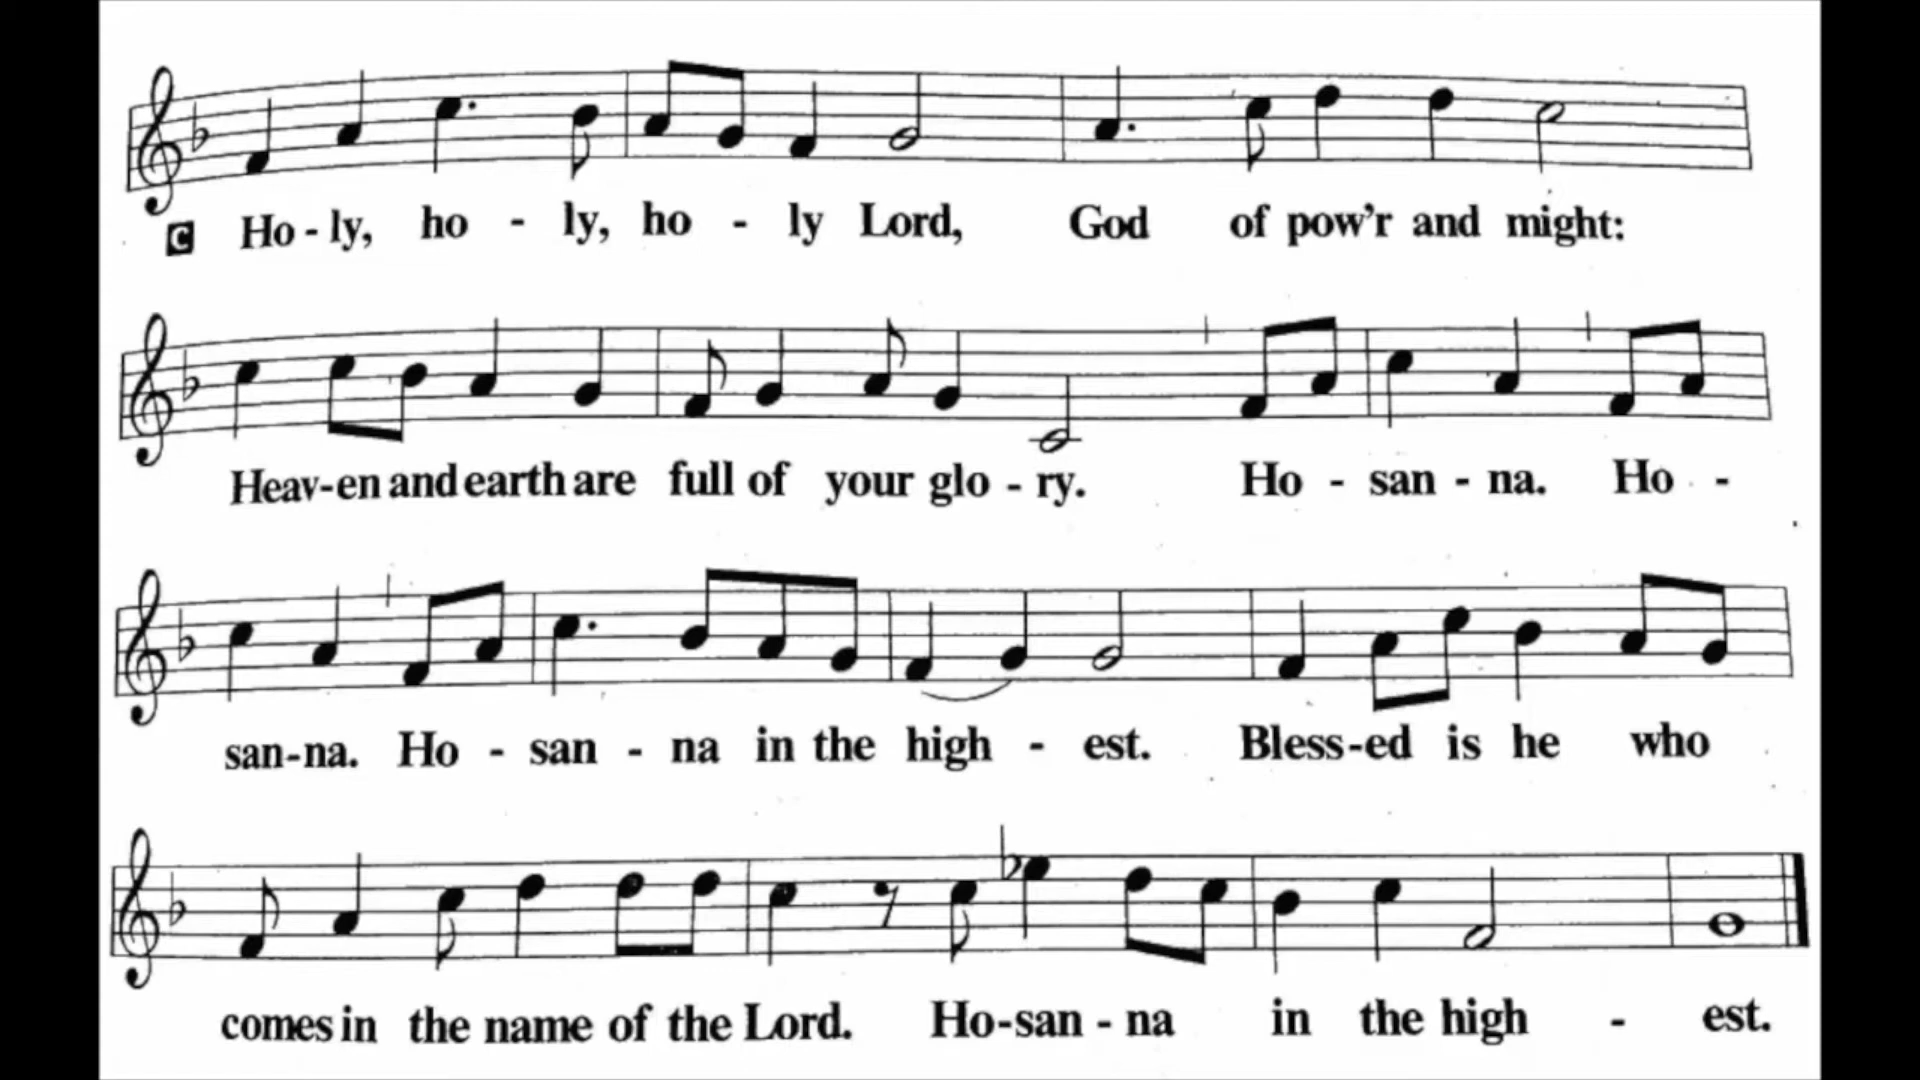 C Ho - ly, ho - ly, ho - ly Lord, God of pow'r and might:
Heav-en and earth are full of your glo - ry. Ho - san - na. Ho -
san-na. Ho - san - na in the high - est. Bless-ed is he who
comes in the name of the Lord. Ho-san - na in the high - est.